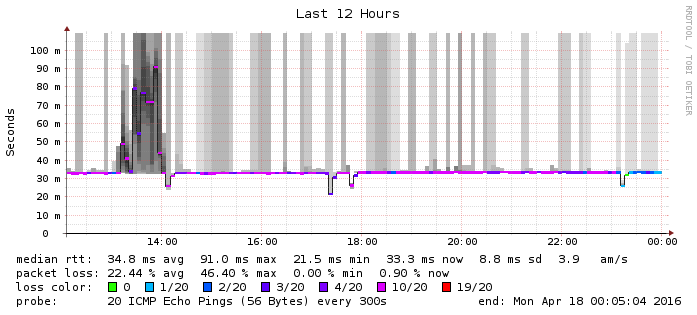 Last 12 Hours
RRDTOOL / TOBI OETIKER
Seconds
100 m
90 m
80 m
70 m
60 m
50 m
40 m
30 m
20 m
10 m
0
14:00 16:00 18:00 20:00 22:00 00:00
median rtt: 34.8 ms avg 91.0 ms max 21.5 ms min 33.3 ms now 8.8 ms sd 3.9 am/s
packet loss: 22.44 % avg 46.40 % max 0.00 % min 0.90 % now
loss color: 0 1/20 2/20 3/20 4/20 10/20 19/20
probe: 20 ICMP Echo Pings (56 Bytes) every 300s end: Mon Apr 18 00:05:04 2016